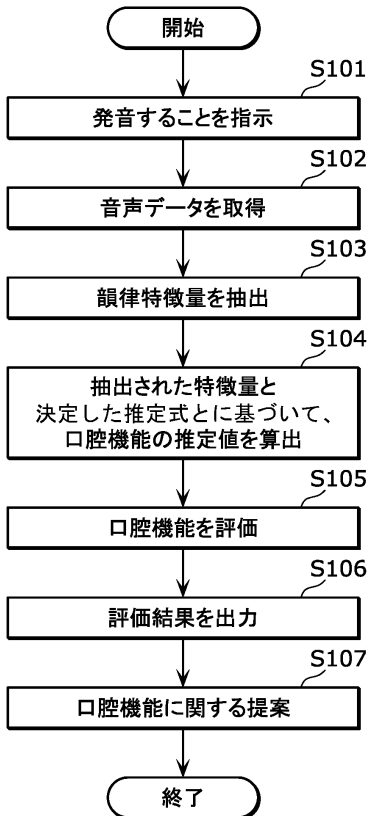 開始
S101
発音することを指示
S102
音声データを取得
S103
韻律特徴量を抽出
S104
抽出された特徴量と
決定した推定式とに基づいて、
口腔機能の推定値を算出
S105
口腔機能を評価
S106
評価結果を出力
S107
口腔機能に関する提案
終了